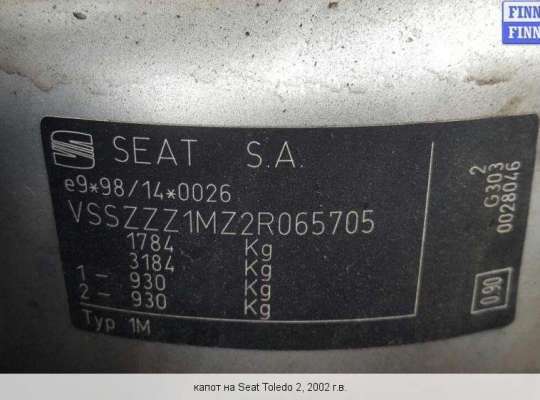 FINN
FINN
SEAT S.A.
e9*98/14*0026
VSSZZZ1MZ2R065705
1784 Kg
3184 Kg
1 – 930 Kg
2 – 930 Kg
Typ 1M
2
G303
0028046
0.90
капот на Seat Toledo 2, 2002 г.в.